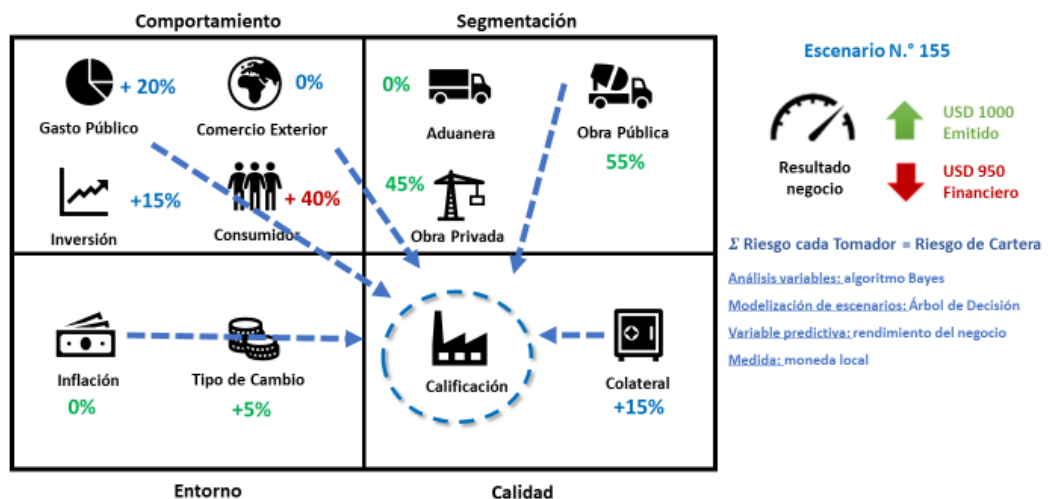 Comportamiento
Segmentación
+ 20%
0%
Gasto Público
Comercio Exterior
+15%
+ 40%
Inversión
Consumidor
0%
Aduanera
Obra Pública
55%
45%
Obra Privada
Inflación
0%
Tipo de Cambio
+5%
Calificación
Colateral
+15%
Entorno
Calidad
Escenario N.° 155
Resultado
negocio
USD 1000
Emitido
USD 950
Financiero
Σ Riesgo cada Tomador = Riesgo de Cartera
Análisis variables: algoritmo Bayes
Modelización de escenarios: Árbol de Decisión
Variable predictiva: rendimiento del negocio
Medida: moneda local